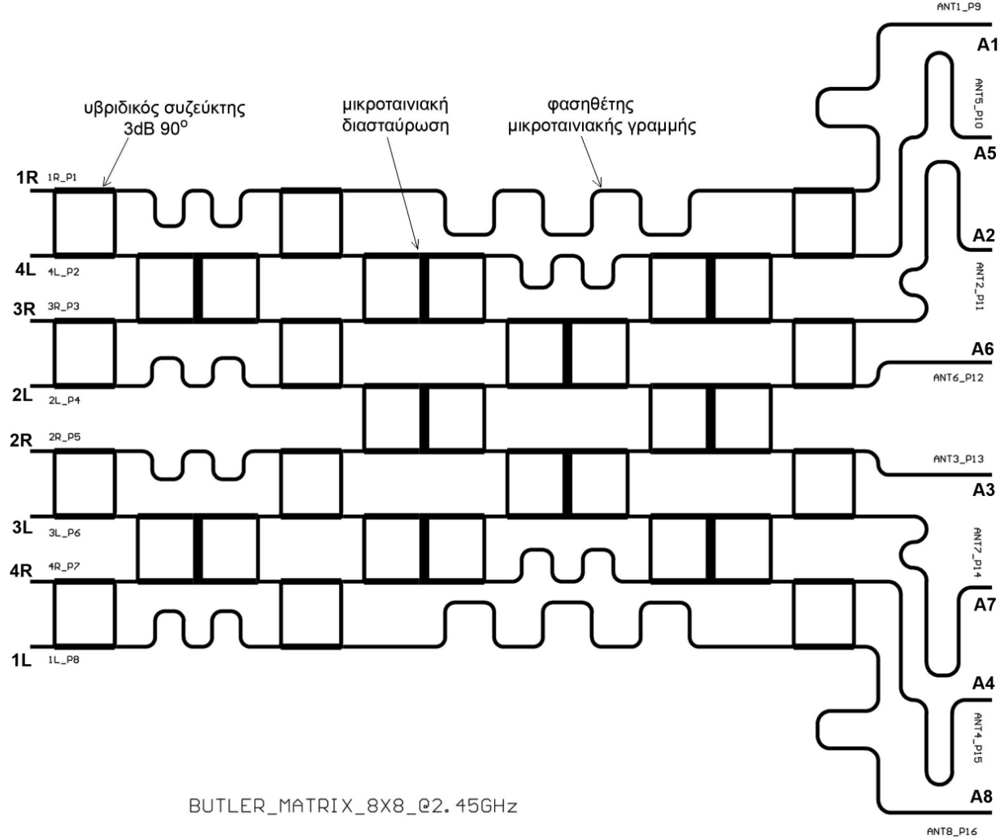 ANT1_P9
A1
ANT5_P10
A5
υβριδικός συζεύκτης
3dB 90°
μικροταινιακή
διασταύρωση
φασηθέτης
μικροταινιακής γραμμής
1R 1R_P1
4L 4L_P2
3R 3R_P3
2L 2L_P4
2R 2R_P5
3L 3L_P6
4R 4R_P7
1L 1L_P8
A2
ANT2_P11
A6
ANT6_P12
ANT3_P13
A3
ANT7_P14
A7
A4
ANT4_P15
A8
ANT8_P16
BUTLER_MATRIX_8X8_@2.45GHz